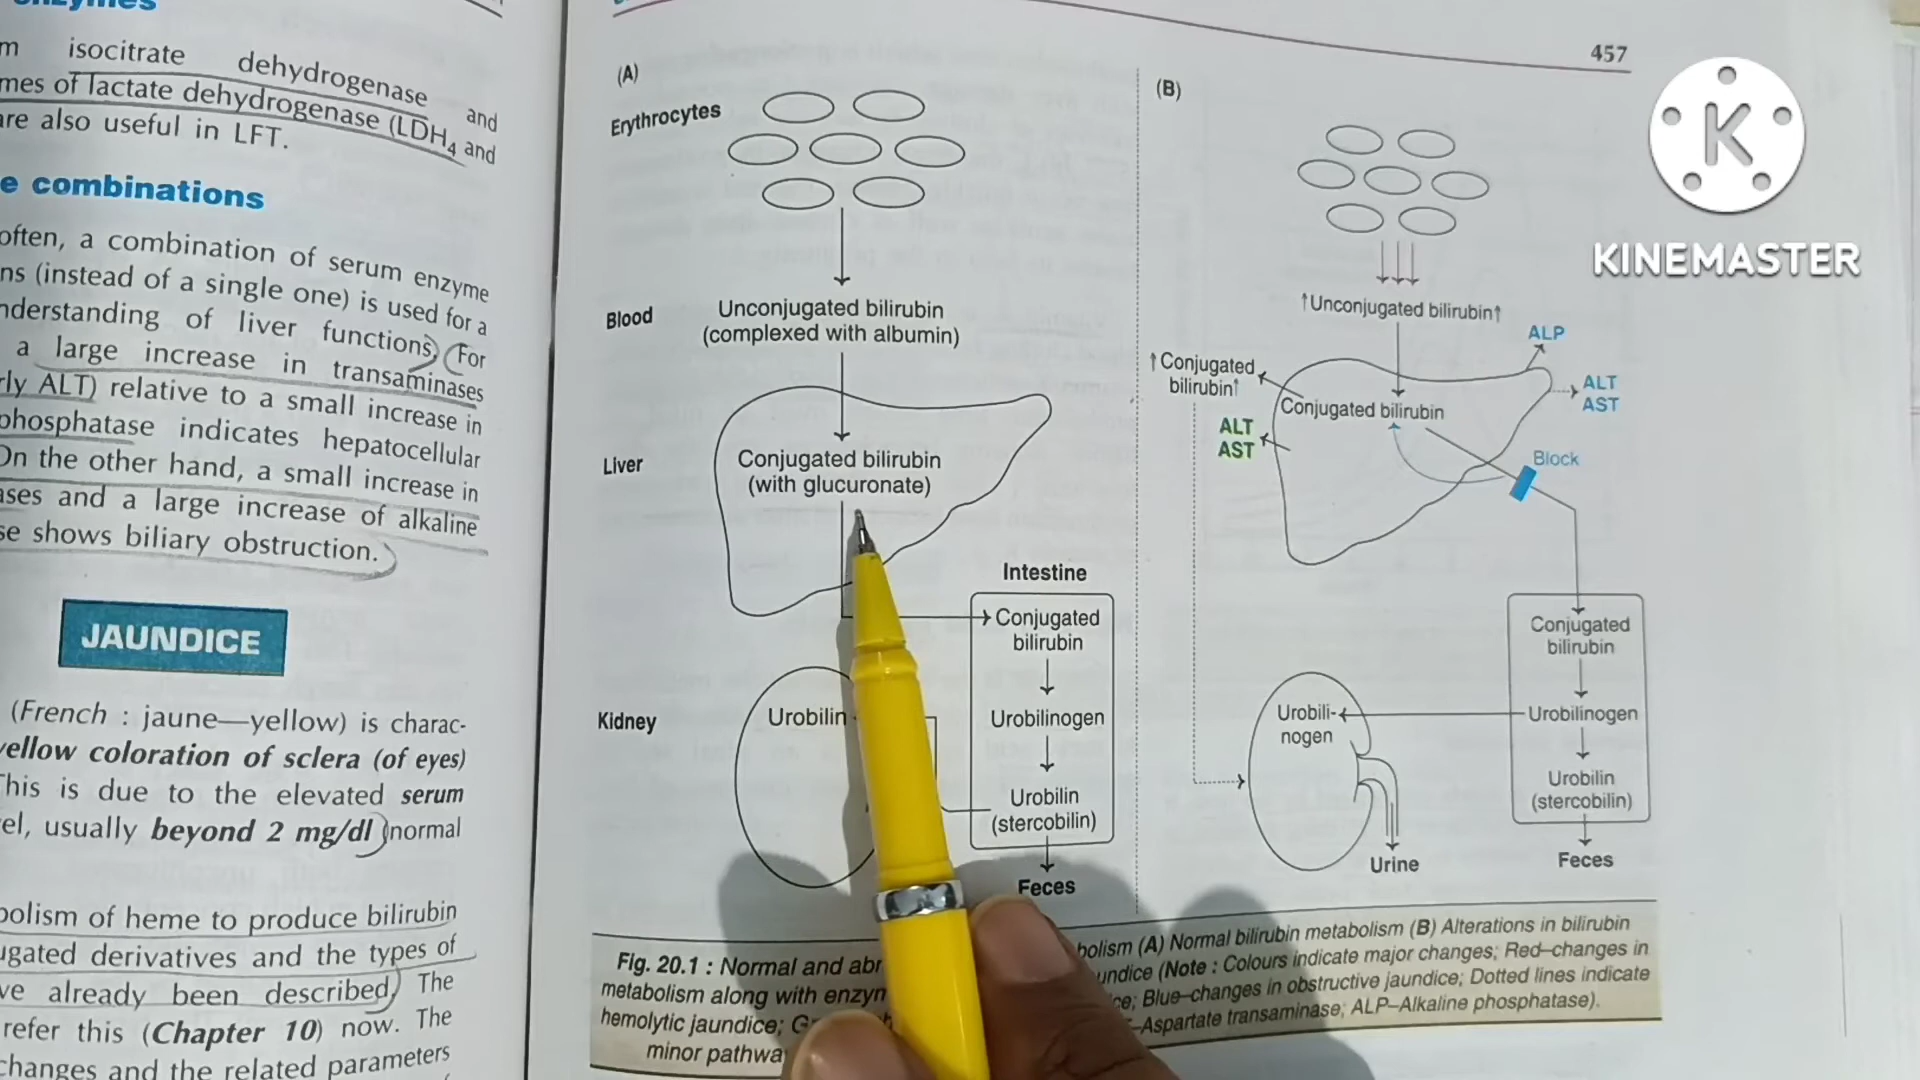 m isocitrate dehydrogenase and
mes of lactate dehydrogenase (LDH4 and
are also useful in LFT.
e combinations
often, a combination of serum enzyme
ns (instead of a single one) is used for a
nderstanding of liver functions. For
a large increase in transaminases
rly ALT) relative to a small increase in
phosphatase indicates hepatocellular
On the other hand, a small increase in
ases and a large increase of alkaline
se shows biliary obstruction.
JAUNDICE
(French : jaune—yellow) is charac-
yellow coloration of sclera (of eyes)
This is due to the elevated serum
el, usually beyond 2 mg/dl (normal
bolism of heme to produce bilirubin
ugated derivatives and the types of
ve already been described. The
refer this (Chapter 10) now. The
changes and the related parameters
457
(A)
Erythrocytes
Blood
Unconjugated bilirubin
(complexed with albumin)
Liver
Conjugated bilirubin
(with glucuronate)
Intestine
Conjugated
bilirubin
Kidney
Urobilin
Urobilinogen
Urobilin
(stercobilin)
Feces
(B)
↑Unconjugated bilirubin↑
ALP
↑Conjugated
bilirubin↑
ALT
AST
Conjugated bilirubin
ALT
AST
Block
Conjugated
bilirubin
Urobili-
nogen
Urobilinogen
Urobilin
(stercobilin)
Urine
Feces
Fig. 20.1 : Normal and abn bolism (A) Normal bilirubin metabolism (B) Alterations in bilirubin
metabolism along with enzym undice (Note : Colours indicate major changes; Red–changes in
hemolytic jaundice; G ce; Blue–changes in obstructive jaundice; Dotted lines indicate
minor pathwa –Aspartate transaminase; ALP–Alkaline phosphatase).
KINEMASTER